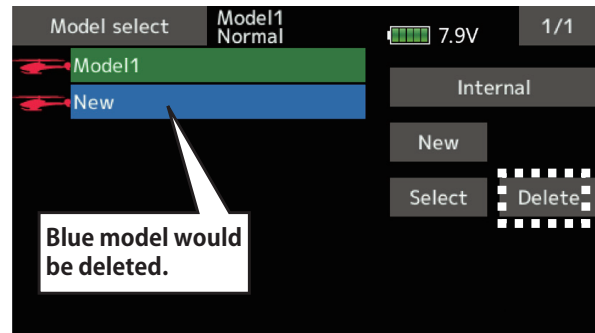 Model select
Model1
Normal
7.9V
1/1
Model1
New
Internal
New
Select
Delete
Blue model would
be deleted.